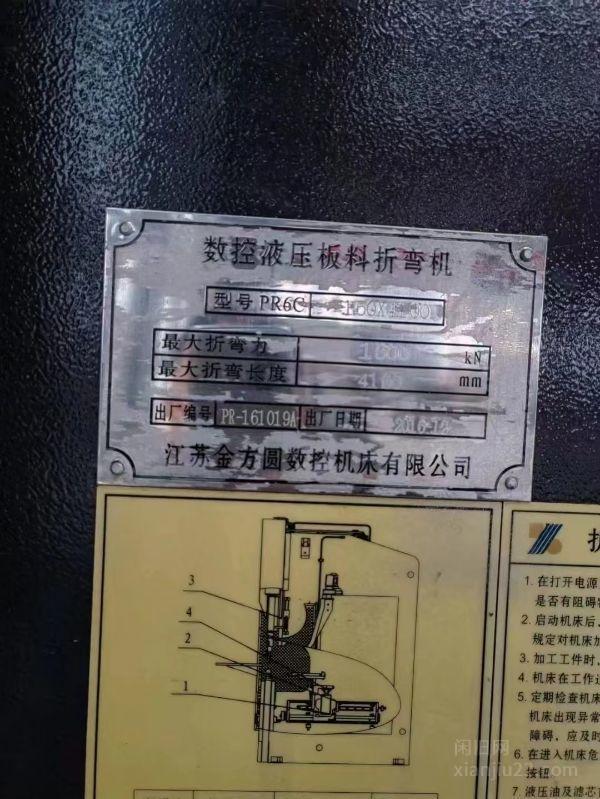 数控液压板料折弯机
型号 PR6C
最大折弯力 kN
最大折弯长度 mm
出厂编号 PR-161019A 出厂日期
江苏金方圆数控机床有限公司
3
4
2
1
1. 在打开电源
是否有阻碍
2. 启动机床后、
规定对机床加
3. 加工工件时、
4. 机床在工作
5. 定期检查机床
机床出现异常
障碍，应及时
6. 在进入机床危
按钮
7. 液压油及滤芯
闲旧网